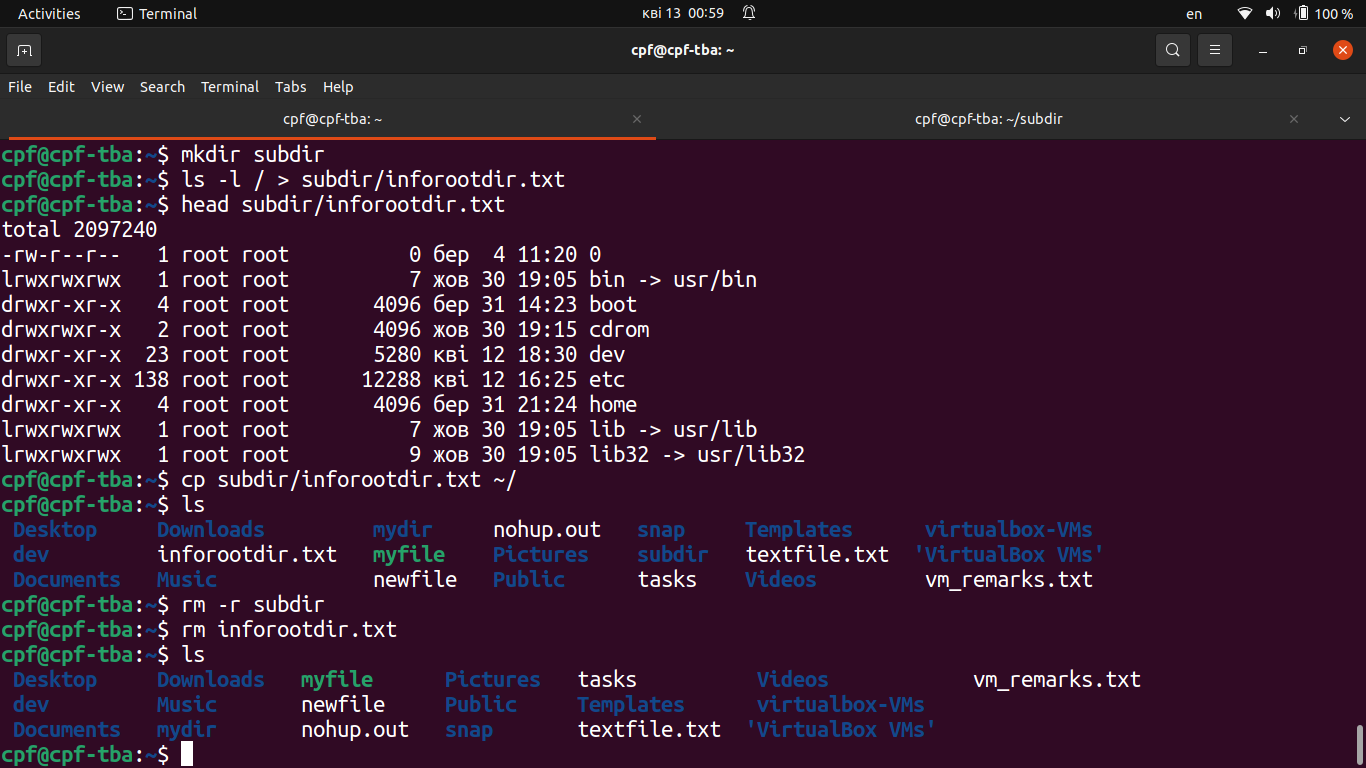 Activities Terminal кві 13 00:59 en 100 %
cpf@cpf-tba: ~
File Edit View Search Terminal Tabs Help
cpf@cpf-tba: ~ cpf@cpf-tba: ~/subdir
cpf@cpf-tba:~$ mkdir subdir
cpf@cpf-tba:~$ ls -l / > subdir/inforootdir.txt
cpf@cpf-tba:~$ head subdir/inforootdir.txt
total 2097240
-rw-r--r--   1 root root          0 бер  4 11:20 0
lrwxrwxrwx   1 root root          7 жов 30 19:05 bin -> usr/bin
drwxr-xr-x   4 root root       4096 бер 31 14:23 boot
drwxrwxr-x   2 root root       4096 жов 30 19:15 cdrom
drwxr-xr-x  23 root root       5280 кві 12 18:30 dev
drwxr-xr-x 138 root root      12288 кві 12 16:25 etc
drwxr-xr-x   4 root root       4096 бер 31 21:24 home
lrwxrwxrwx   1 root root          7 жов 30 19:05 lib -> usr/lib
lrwxrwxrwx   1 root root          9 жов 30 19:05 lib32 -> usr/lib32
cpf@cpf-tba:~$ cp subdir/inforootdir.txt ~/
cpf@cpf-tba:~$ ls
Desktop Downloads mydir nohup.out snap Templates virtualbox-VMs
dev inforootdir.txt myfile Pictures subdir textfile.txt 'VirtualBox VMs'
Documents Music newfile Public tasks Videos vm_remarks.txt
cpf@cpf-tba:~$ rm -r subdir
cpf@cpf-tba:~$ rm inforootdir.txt
cpf@cpf-tba:~$ ls
Desktop Downloads myfile Pictures tasks Videos vm_remarks.txt
dev Music newfile Public Templates virtualbox-VMs
Documents mydir nohup.out snap textfile.txt 'VirtualBox VMs'
cpf@cpf-tba:~$